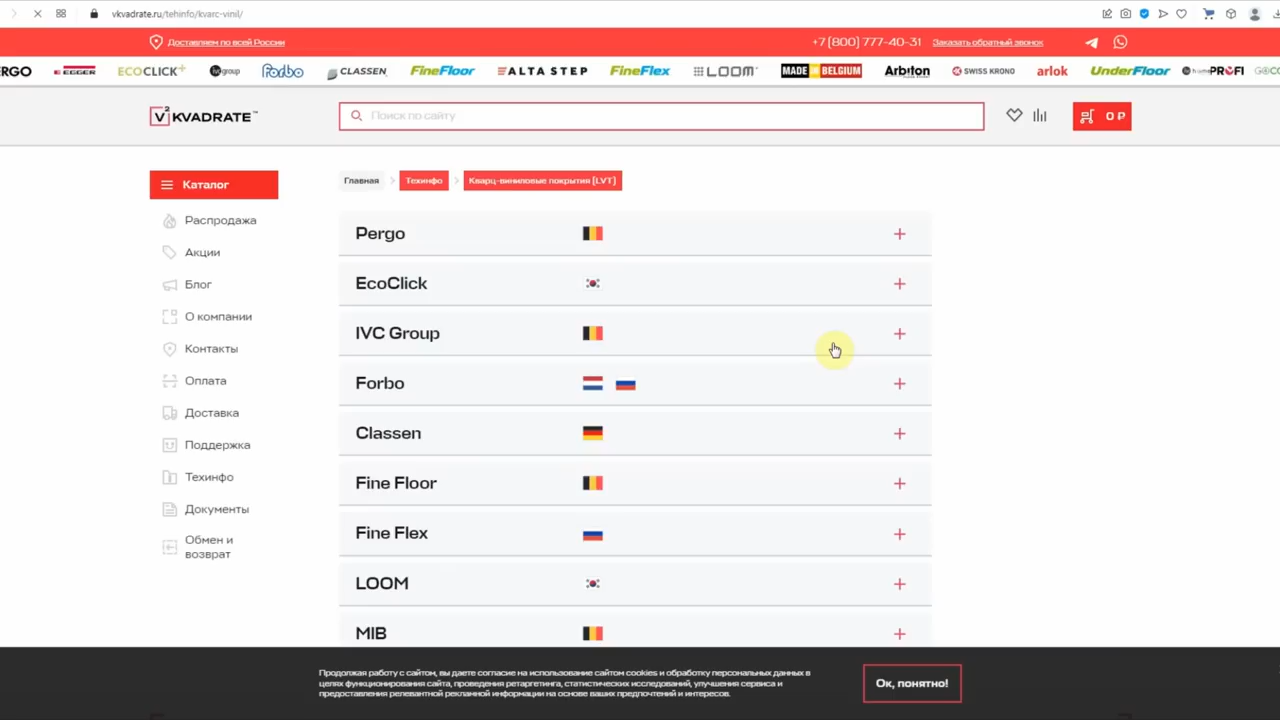 vkvadrate.ru/tehinfo/kvarc-vinil/
Доставляем по всей России
+7 (800) 777-40-31
Заказать обратный звонок
RGO EGGER ECOCLICK+ ivc group Forbo CLASSEN FineFloor ALTA STEP FineFlex LOOM MADE IN BELGIUM Arbiton SWISS KRONO arlok UnderFloor PROFI
V2KVADRATE™
Поиск по сайту
0 ₽
Каталог
Распродажа
Акции
Блог
О компании
Контакты
Оплата
Доставка
Поддержка
Техинфо
Документы
Обмен и
возврат
Главная
Техинфо
Кварц-виниловые покрытия (LVT)
Pergo
EcoClick
IVC Group
Forbo
Classen
Fine Floor
Fine Flex
LOOM
MIB
Продолжая работу с сайтом, вы даете согласие на использование сайтом cookies и обработку персональных данных в
целях функционирования сайта, проведения ретаргетинга, статистических исследований, улучшения сервиса и
предоставления релевантной рекламной информации на основе ваших предпочтений и интересов.
Ок, понятно!